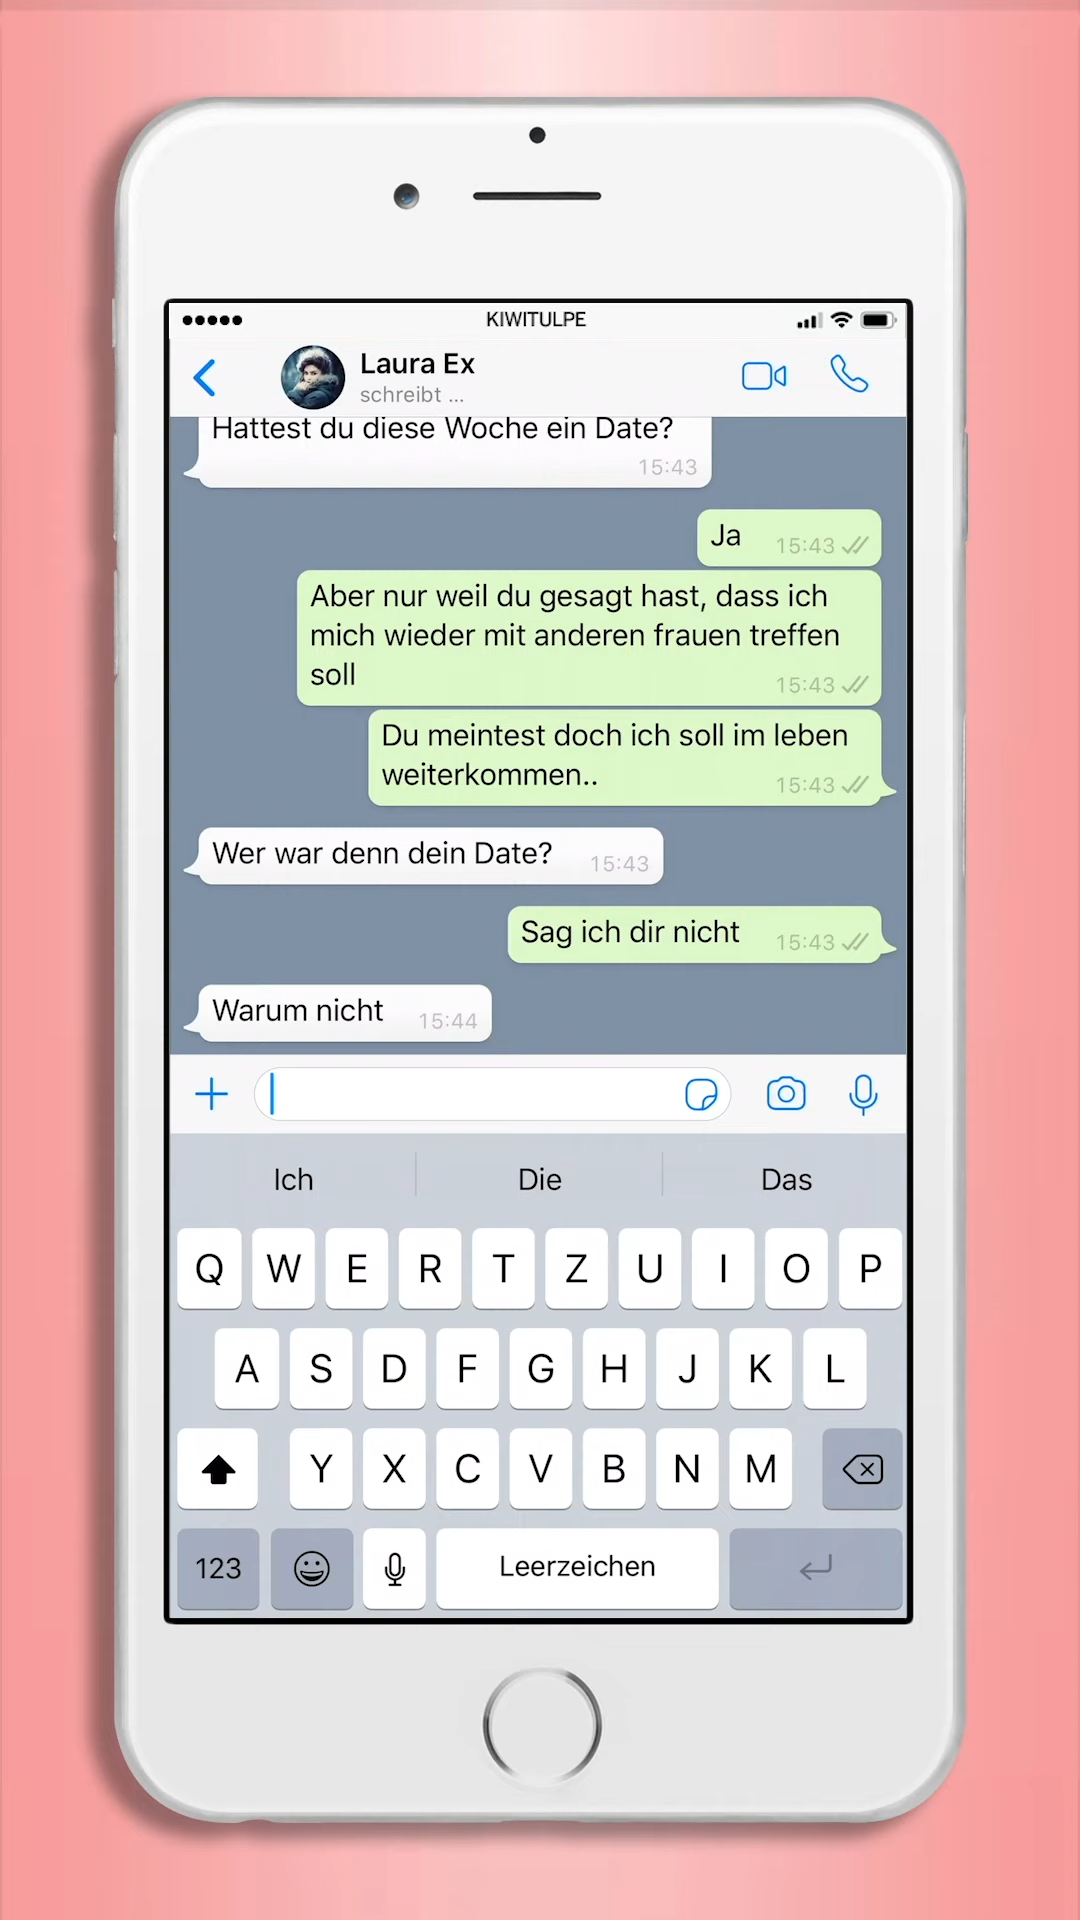 KIWITULPE
Laura Ex
schreibt ...
Hattest du diese Woche ein Date?
15:43
Ja 15:43
Aber nur weil du gesagt hast, dass ich
mich wieder mit anderen frauen treffen
soll
15:43
Du meintest doch ich soll im leben
weiterkommen..
15:43
Wer war denn dein Date? 15:43
Sag ich dir nicht 15:43
Warum nicht 15:44
Ich Die Das
Q W E R T Z U I O P
A S D F G H J K L
Y X C V B N M
123 Leerzeichen